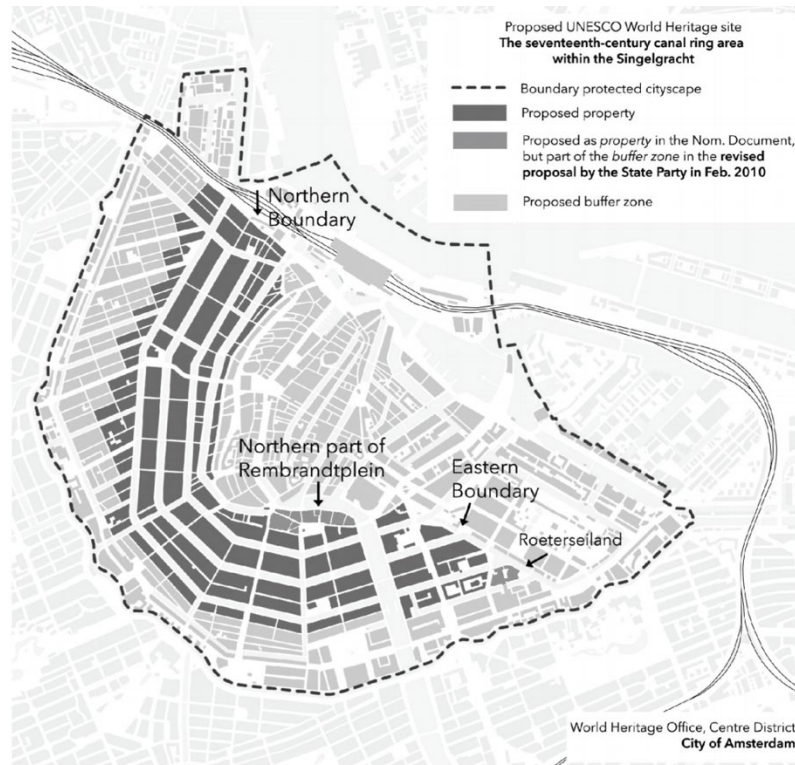 Proposed UNESCO World Heritage site
The seventeenth-century canal ring area
within the Singelgracht
Boundary protected cityscape
Proposed property
Proposed as property in the Nom. Document,
but part of the buffer zone in the revised
proposal by the State Party in Feb. 2010
Proposed buffer zone
Northern
Boundary
Northern part of
Rembrandtplein
Eastern
Boundary
Roeterseiland
World Heritage Office, Centre District
City of Amsterdam